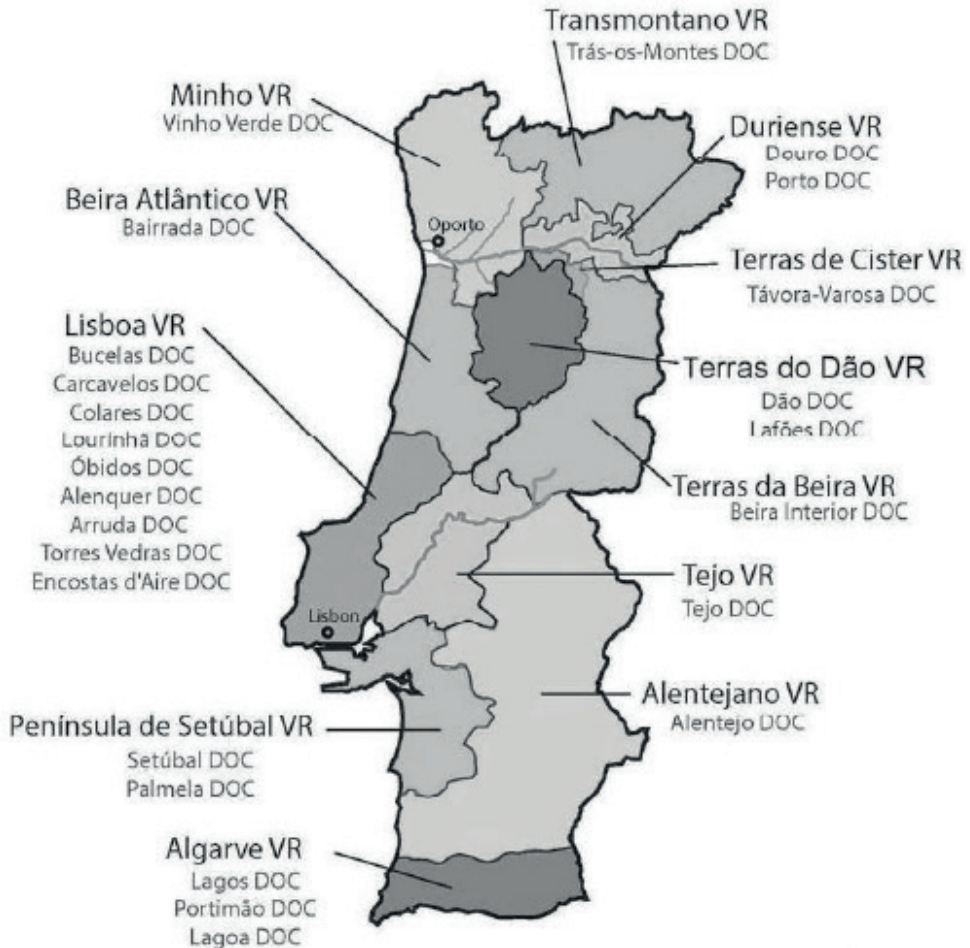 Transmontano VR
Trás-os-Montes DOC
Minho VR
Vinho Verde DOC
Duriense VR
Douro DOC
Porto DOC
Beira Atlântico VR
Bairrada DOC
Oporto
Terras de Cister VR
Távora-Varosa DOC
Lisboa VR
Bucelas DOC
Carcavelos DOC
Colares DOC
Lourinhã DOC
Óbidos DOC
Alenquer DOC
Arruda DOC
Torres Vedras DOC
Encostas d'Aire DOC
Terras do Dão VR
Dão DOC
Lafões DOC
Terras da Beira VR
Beira Interior DOC
Tejo VR
Tejo DOC
Lisbon
Alentejano VR
Alentejo DOC
Península de Setúbal VR
Setúbal DOC
Palmela DOC
Algarve VR
Lagos DOC
Portimão DOC
Lagoa DOC